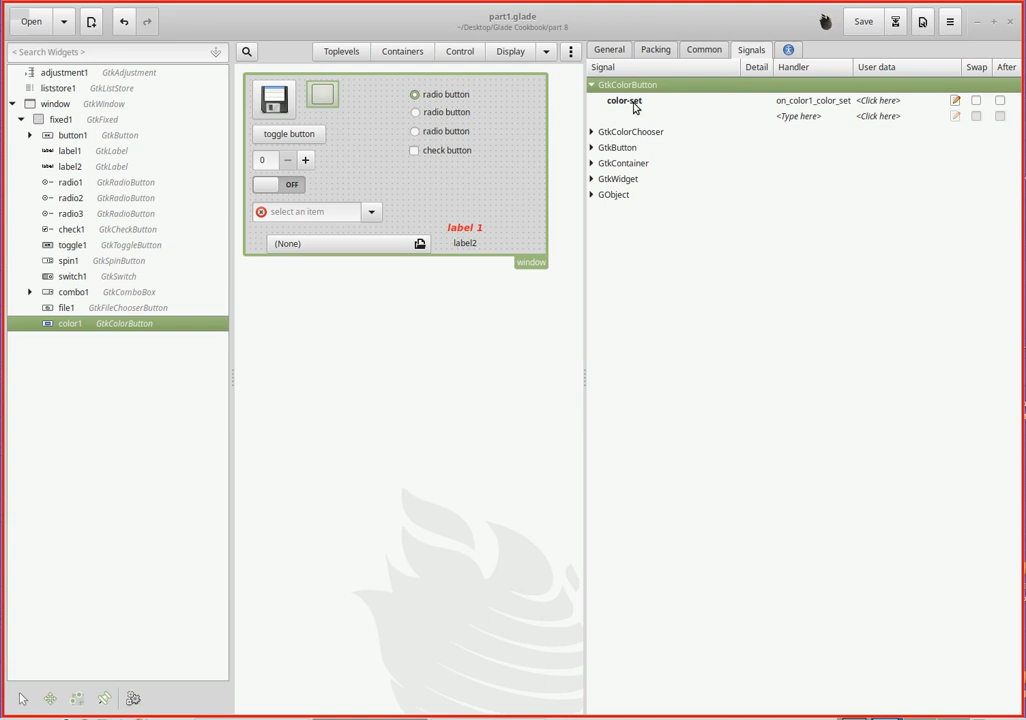 Open
part1.glade
~/Desktop/Glade Cookbook/part 8
Save
< Search Widgets >
Toplevels
Containers
Control
Display
General
Packing
Common
Signals
Signal
Detail
Handler
User data
Swap
After
adjustment1 GtkAdjustment
liststore1 GtkListStore
window GtkWindow
fixed1 GtkFixed
button1 GtkButton
label1 GtkLabel
label2 GtkLabel
radio1 GtkRadioButton
radio2 GtkRadioButton
radio3 GtkRadioButton
check1 GtkCheckButton
toggle1 GtkToggleButton
spin1 GtkSpinButton
switch1 GtkSwitch
combo1 GtkComboBox
file1 GtkFileChooserButton
color1 GtkColorButton
radio button
radio button
toggle button
radio button
check button
0
OFF
select an item
label 1
(None)
label2
window
GtkColorButton
color-set on_color1_color_set <Click here>
<Type here> <Click here>
GtkColorChooser
GtkButton
GtkContainer
GtkWidget
GObject